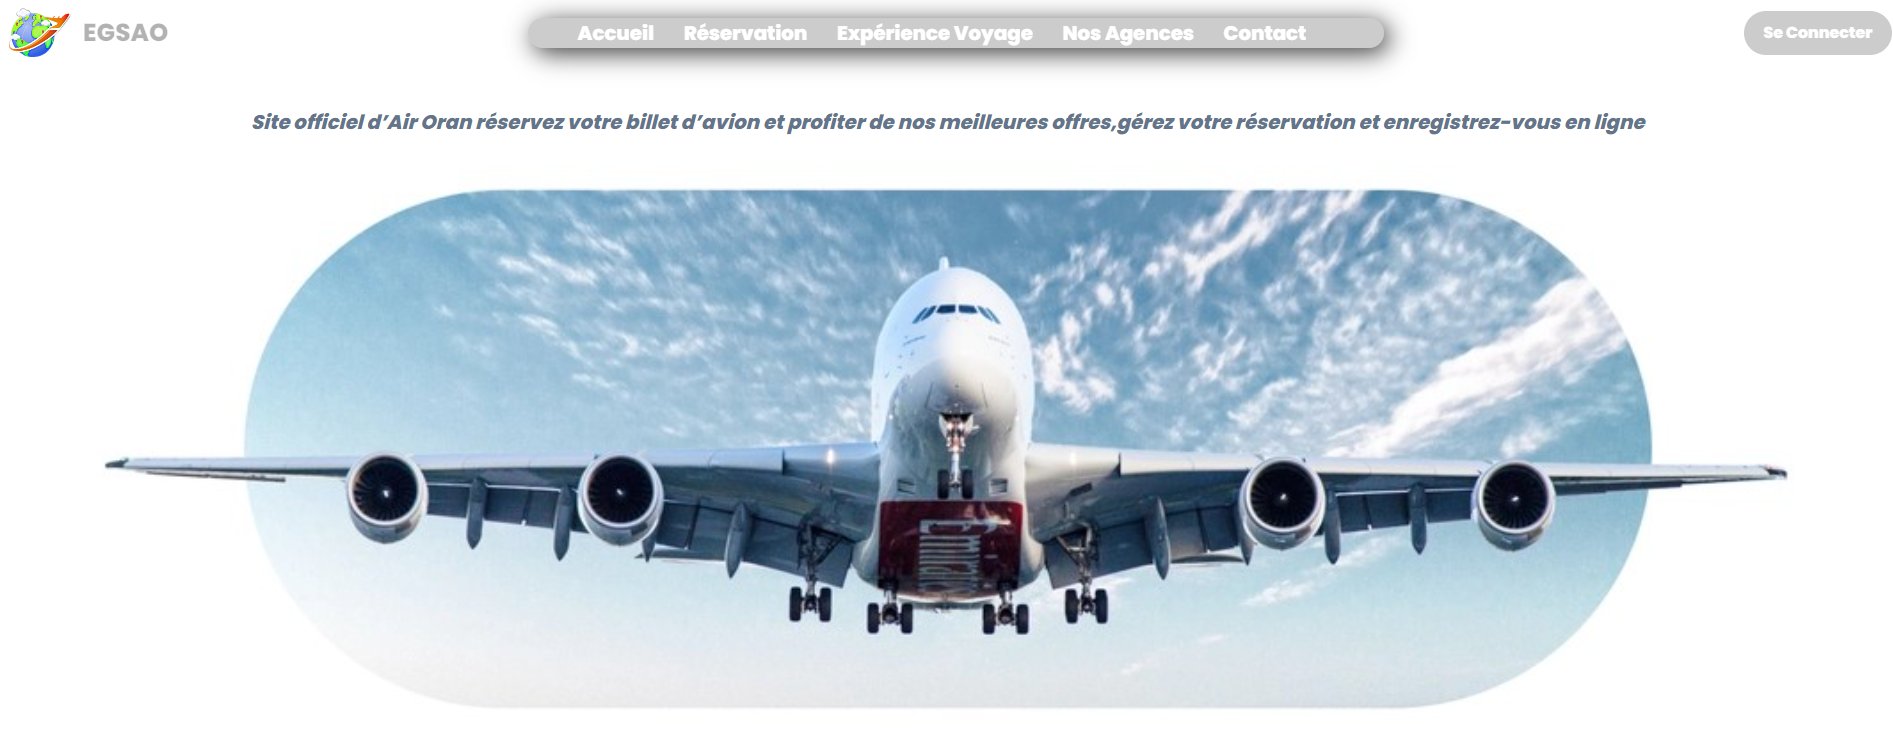 EGSAO
Accueil Réservation Expérience Voyage Nos Agences Contact
Se Connecter
Site officiel d’Air Oran réservez votre billet d’avion et profiter de nos meilleures offres,gérez votre réservation et enregistrez-vous en ligne
Emirates